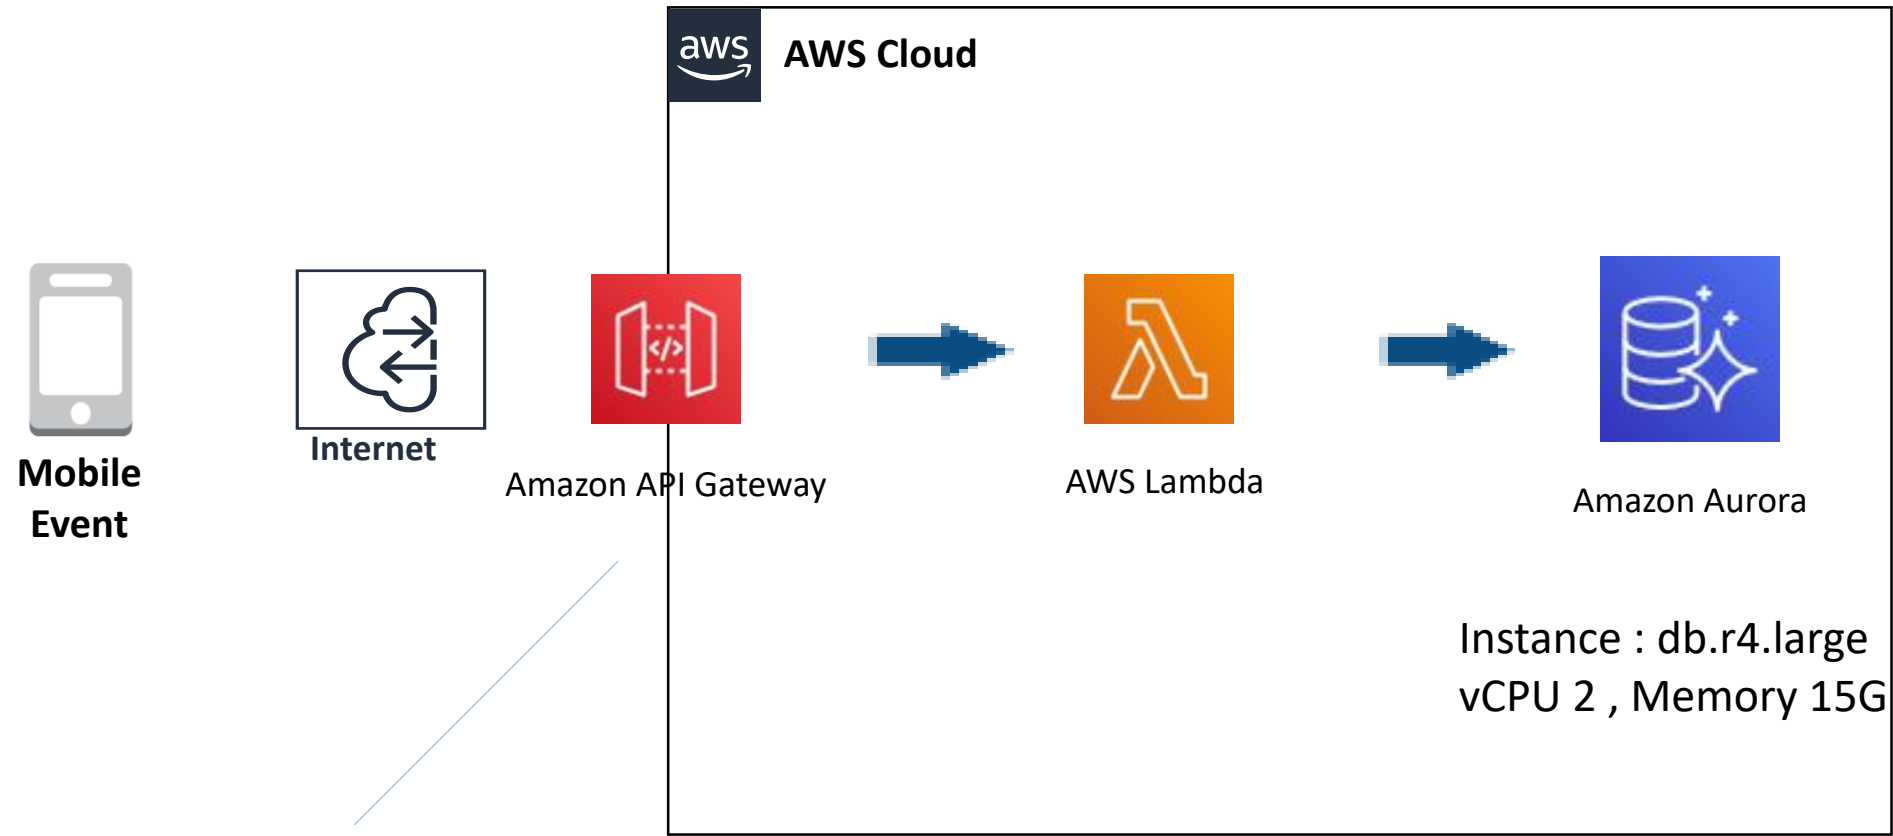 aws
AWS Cloud
</>
Internet
Mobile
Event
Amazon API Gateway
AWS Lambda
Amazon Aurora
Instance : db.r4.large
vCPU 2 , Memory 15G